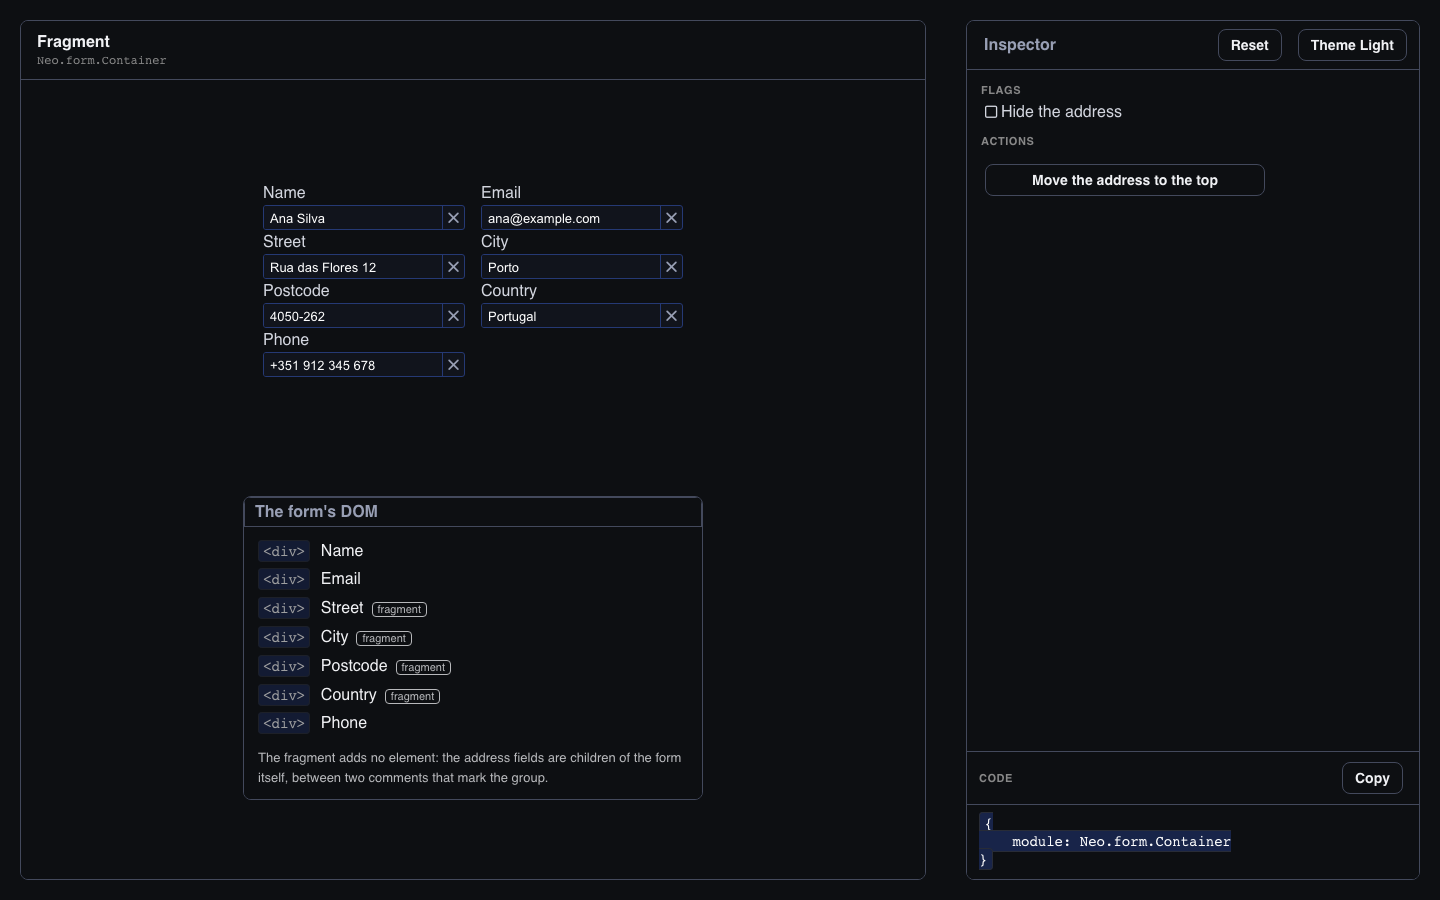 Fragment
Neo.form.Container
Name
Email
Ana Silva
ana@example.com
Street
City
Rua das Flores 12
Porto
Postcode
Country
4050-262
Portugal
Phone
+351 912 345 678
The form's DOM
<div> Name
<div> Email
<div> Street fragment
<div> City fragment
<div> Postcode fragment
<div> Country fragment
<div> Phone
The fragment adds no element: the address fields are children of the form
itself, between two comments that mark the group.
Inspector
Reset
Theme Light
FLAGS
Hide the address
ACTIONS
Move the address to the top
CODE
Copy
{
module: Neo.form.Container
}